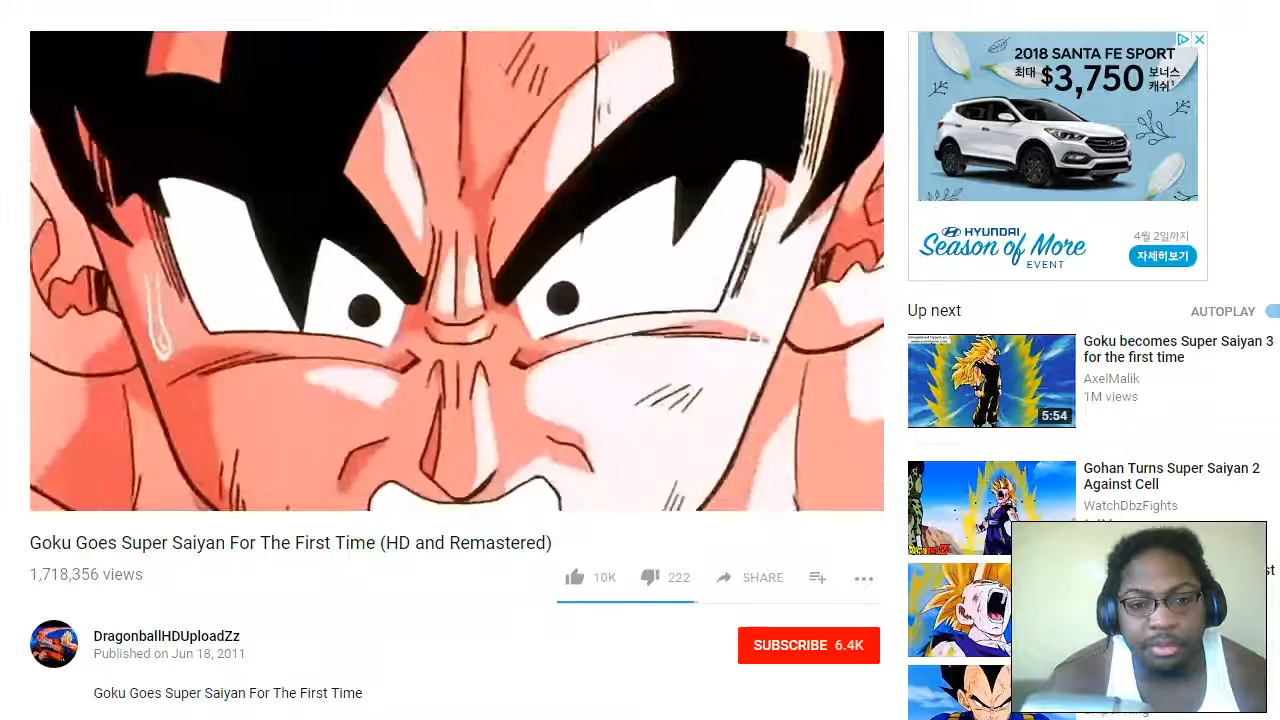 2018 SANTA FE SPORT
최대 $3,750 보너스 캐쉬¹
HYUNDAI
Season of More
EVENT
4월 2일까지
자세히보기
Up next
AUTOPLAY
Goku becomes Super Saiyan 3
for the first time
AxelMalik
1M views
5:54
Gohan Turns Super Saiyan 2
Against Cell
WatchDbzFights
st
Goku Goes Super Saiyan For The First Time (HD and Remastered)
1,718,356 views
10K
222
SHARE
DragonballHDUploadZz
Published on Jun 18, 2011
SUBSCRIBE 6.4K
Goku Goes Super Saiyan For The First Time